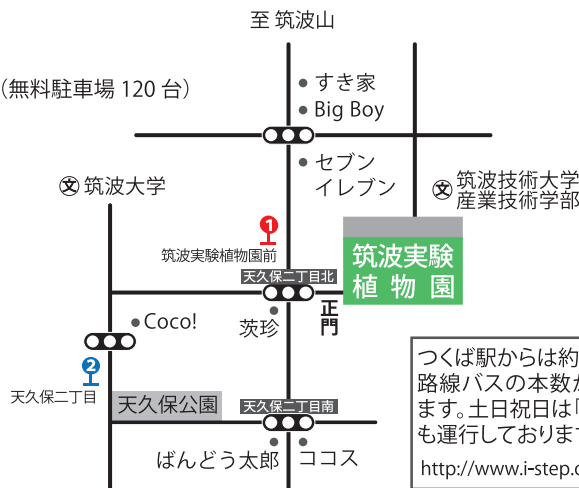 至 筑波山
（無料駐車場 120 台）
すき家
Big Boy
セブン
イレブン
文 筑波大学
文 筑波技術大学
産業技術学部
1
筑波実験植物園前
筑波実験
植物園
天久保二丁目北
正門
Coco!
茨珍
2
天久保二丁目
天久保公園
天久保二丁目南
ばんどう太郎
ココス
つくば駅からは約
路線バスの本数が
ます。土日祝日は「
も運行しております
http://www.i-step.o